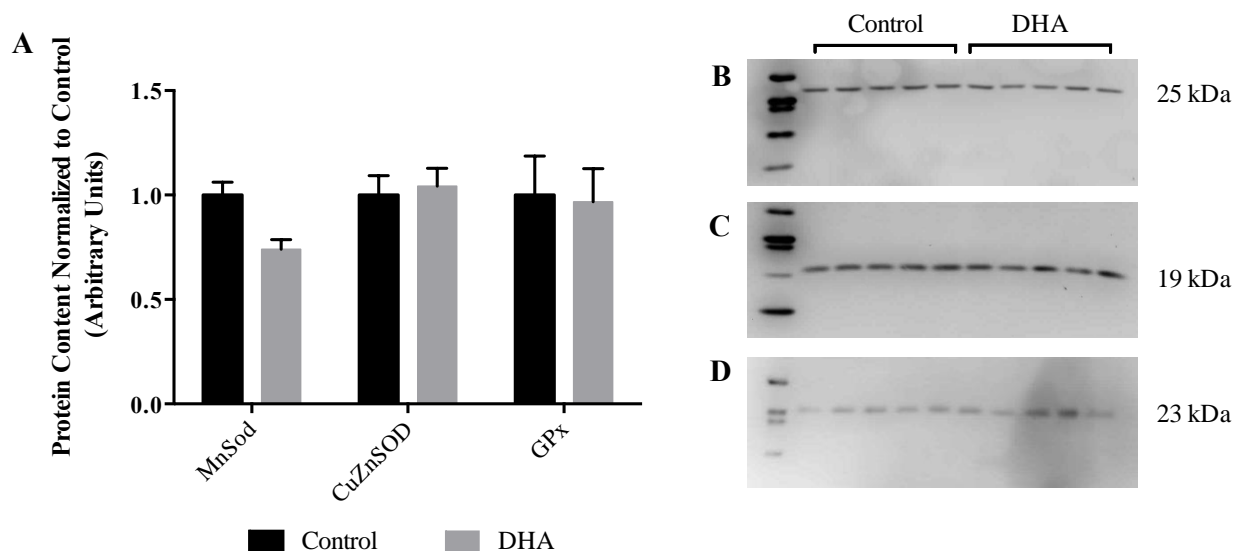 A
Protein Content Normalized to Control
(Arbitrary Units)
1.5
1.0
0.5
0.0
MnSod
CuZnSOD
GPx
Control
DHA
Control
DHA
B
25 kDa
C
19 kDa
D
23 kDa